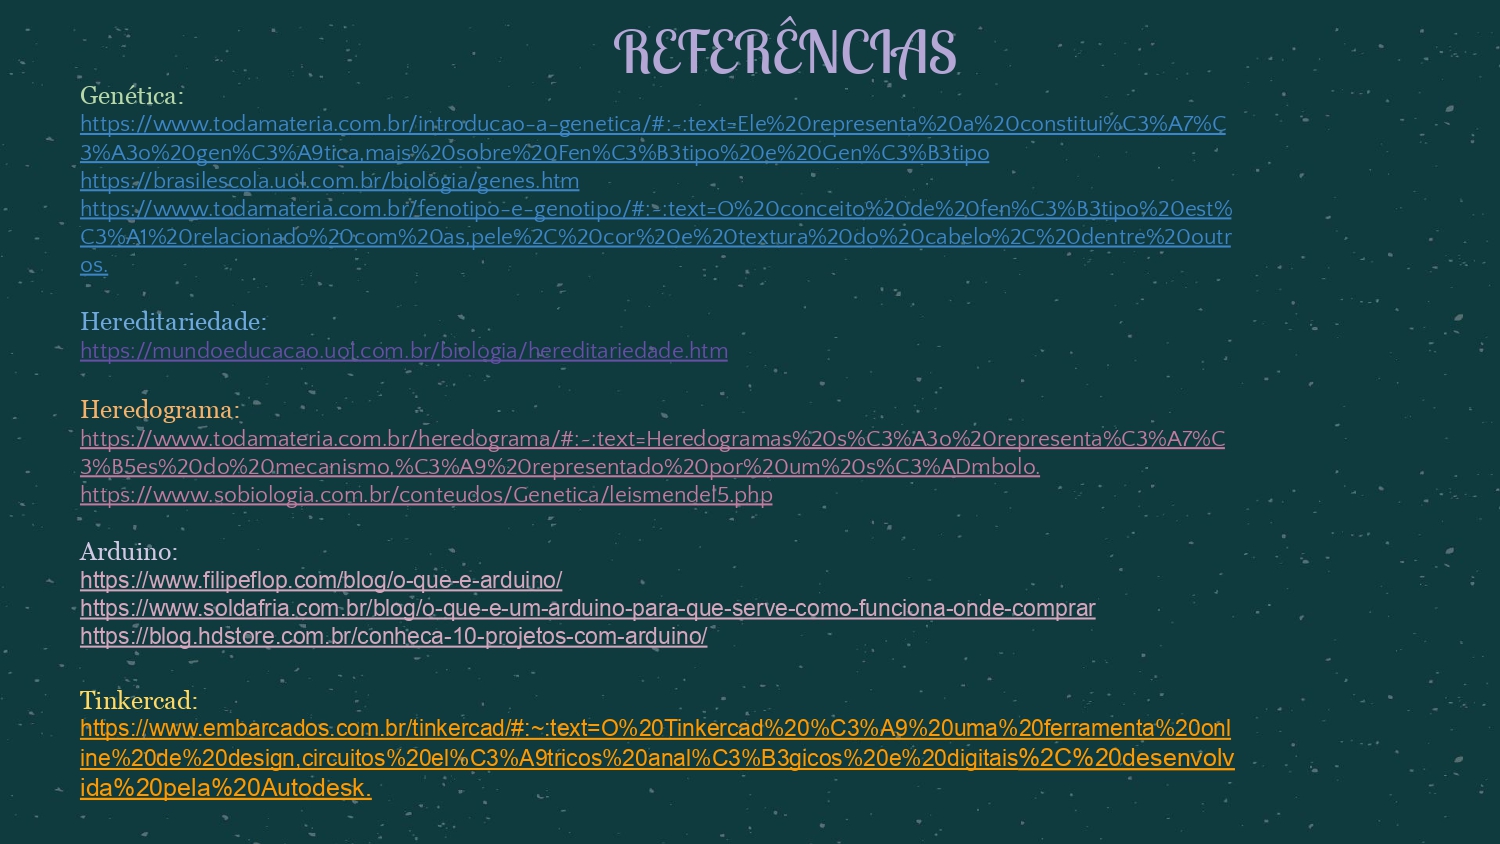 REFERÊNCIAS
Genética:
https://www.todamateria.com.br/introducao-a-genetica/#:~:text=Ele%20representa%20a%20constitui%C3%A7%C
3%A3o%20gen%C3%A9tica,mais%20sobre%20Fen%C3%B3tipo%20e%20Gen%C3%B3tipo
https://brasilescola.uol.com.br/biologia/genes.htm
https://www.todamateria.com.br/fenotipo-e-genotipo/#:~:text=O%20conceito%20de%20fen%C3%B3tipo%20est%
C3%A1%20relacionado%20com%20as,pele%2C%20cor%20e%20textura%20do%20cabelo%2C%20dentre%20outr
os.
Hereditariedade:
https://mundoeducacao.uol.com.br/biologia/hereditariedade.htm
Heredograma:
https://www.todamateria.com.br/heredograma/#:~:text=Heredogramas%20s%C3%A3o%20representa%C3%A7%C
3%B5es%20do%20mecanismo,%C3%A9%20representado%20por%20um%20s%C3%ADmbolo.
https://www.sobiologia.com.br/conteudos/Genetica/leismendel5.php
Arduino:
https://www.filipeflop.com/blog/o-que-e-arduino/
https://www.soldafria.com.br/blog/o-que-e-um-arduino-para-que-serve-como-funciona-onde-comprar
https://blog.hdstore.com.br/conheca-10-projetos-com-arduino/
Tinkercad:
https://www.embarcados.com.br/tinkercad/#:~:text=O%20Tinkercad%20%C3%A9%20uma%20ferramenta%20onl
ine%20de%20design,circuitos%20el%C3%A9tricos%20anal%C3%B3gicos%20e%20digitais%2C%20desenvolv
ida%20pela%20Autodesk.